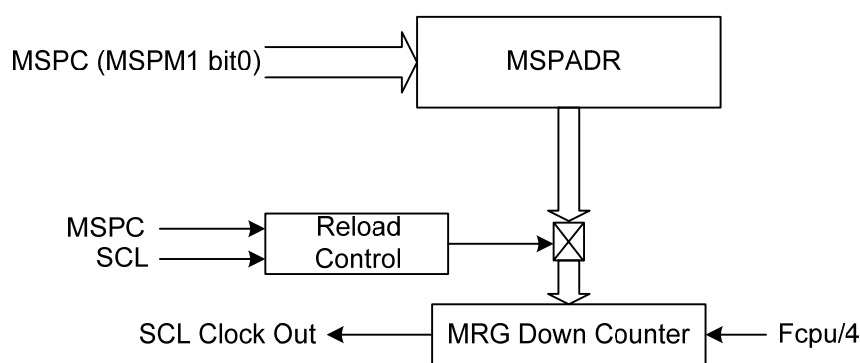 MSPC (MSPM1 bit0)
MSPADR
MSPC
SCL
Reload
Control
SCL Clock Out
MRG Down Counter
Fcpu/4